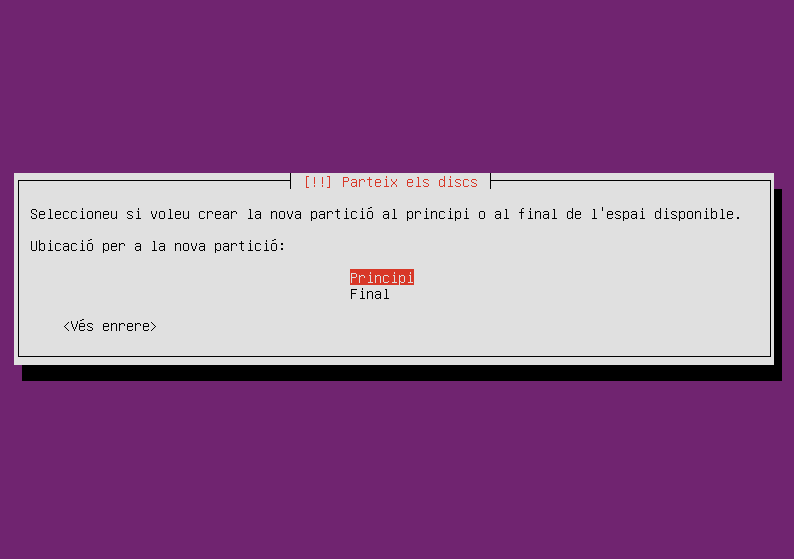 [!!] Parteix els discs
Seleccioneu si voleu crear la nova partició al principi o al final de l'espai disponible.
Ubicació per a la nova partició:
Principi
Final
<Vés enrere>